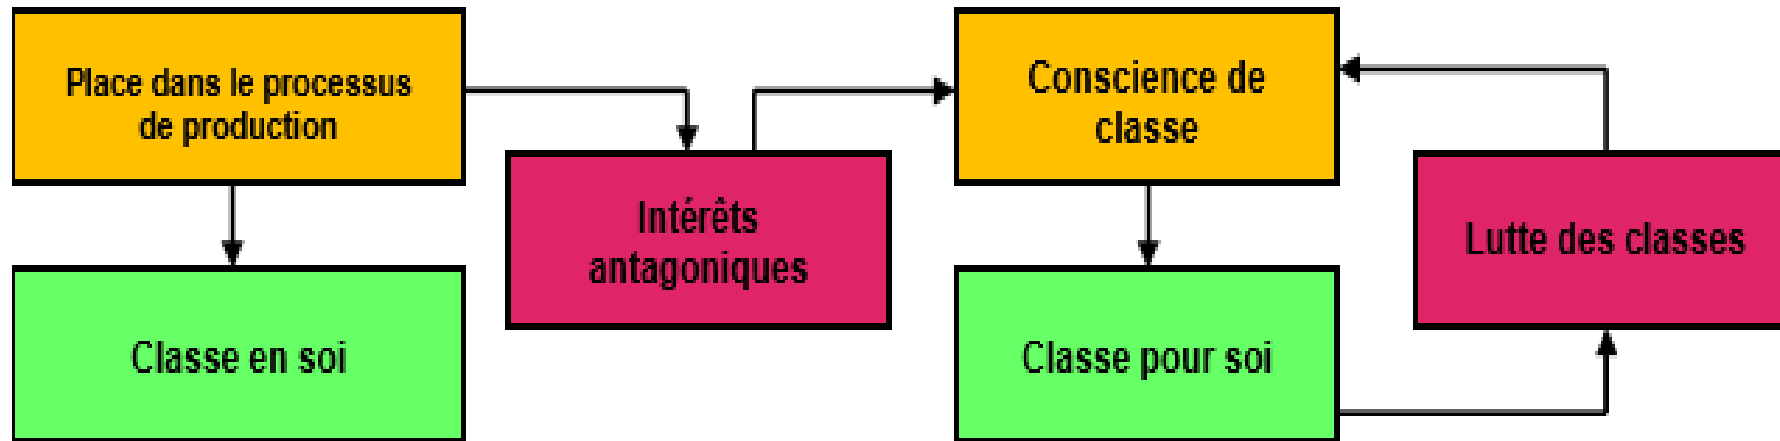 Place dans le processus
de production
Intérêts
antagoniques
Conscience de
classe
Lutte des classes
Classe en soi
Classe pour soi